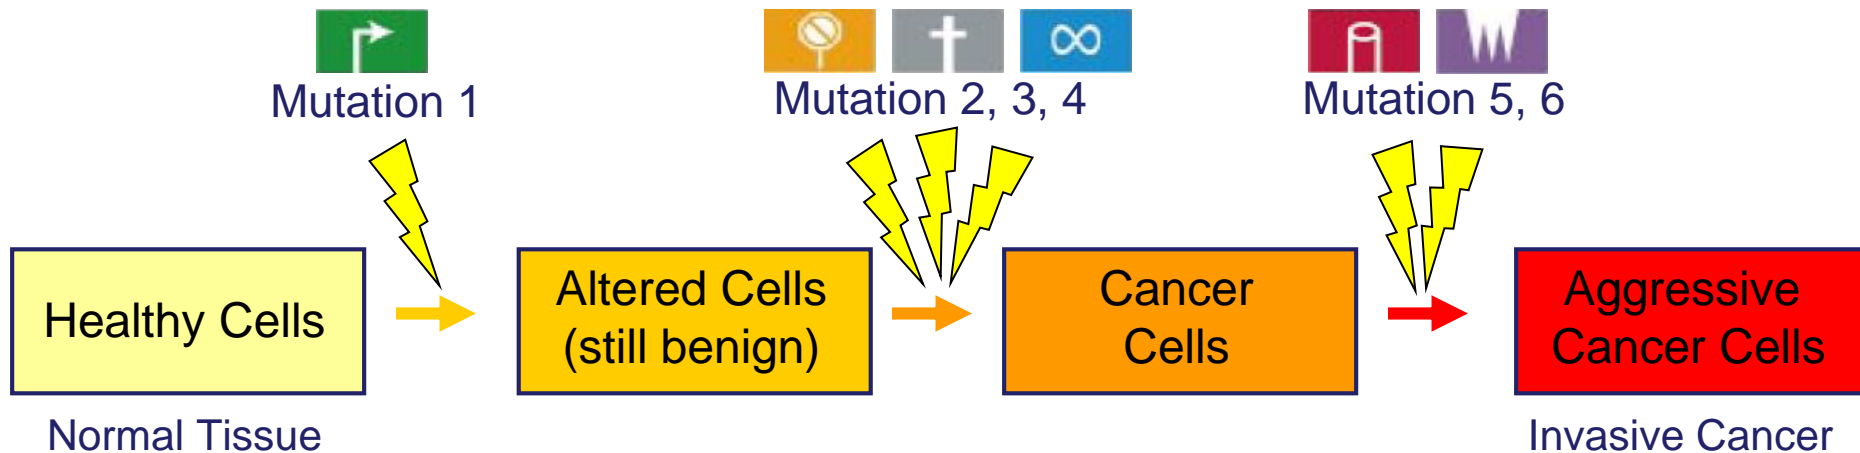 Mutation 1
Mutation 2, 3, 4
Mutation 5, 6
Healthy Cells
Altered Cells
(still benign)
Cancer
Cells
Aggressive
Cancer Cells
Normal Tissue
Invasive Cancer